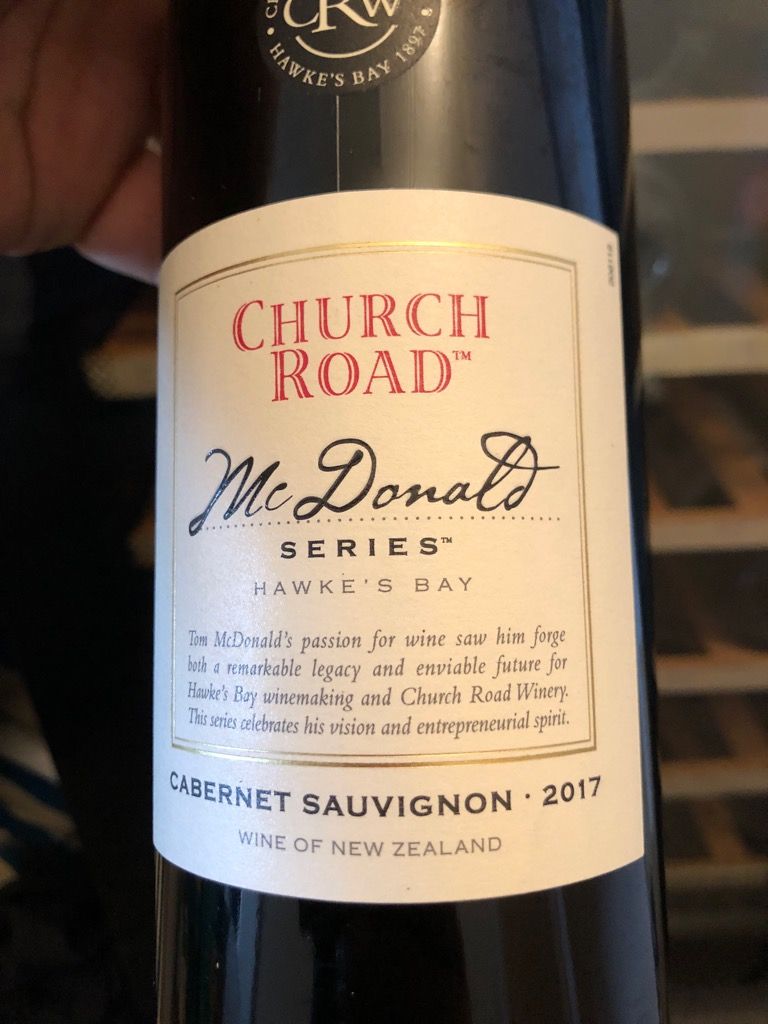 CRW
HAWKE'S BAY 1897
CHURCH
ROAD™
McDonald
SERIES™
HAWKE'S BAY
Tom McDonald's passion for wine saw him forge
both a remarkable legacy and enviable future for
Hawke's Bay winemaking and Church Road Winery.
This series celebrates his vision and entrepreneurial spirit.
CABERNET SAUVIGNON · 2017
WINE OF NEW ZEALAND